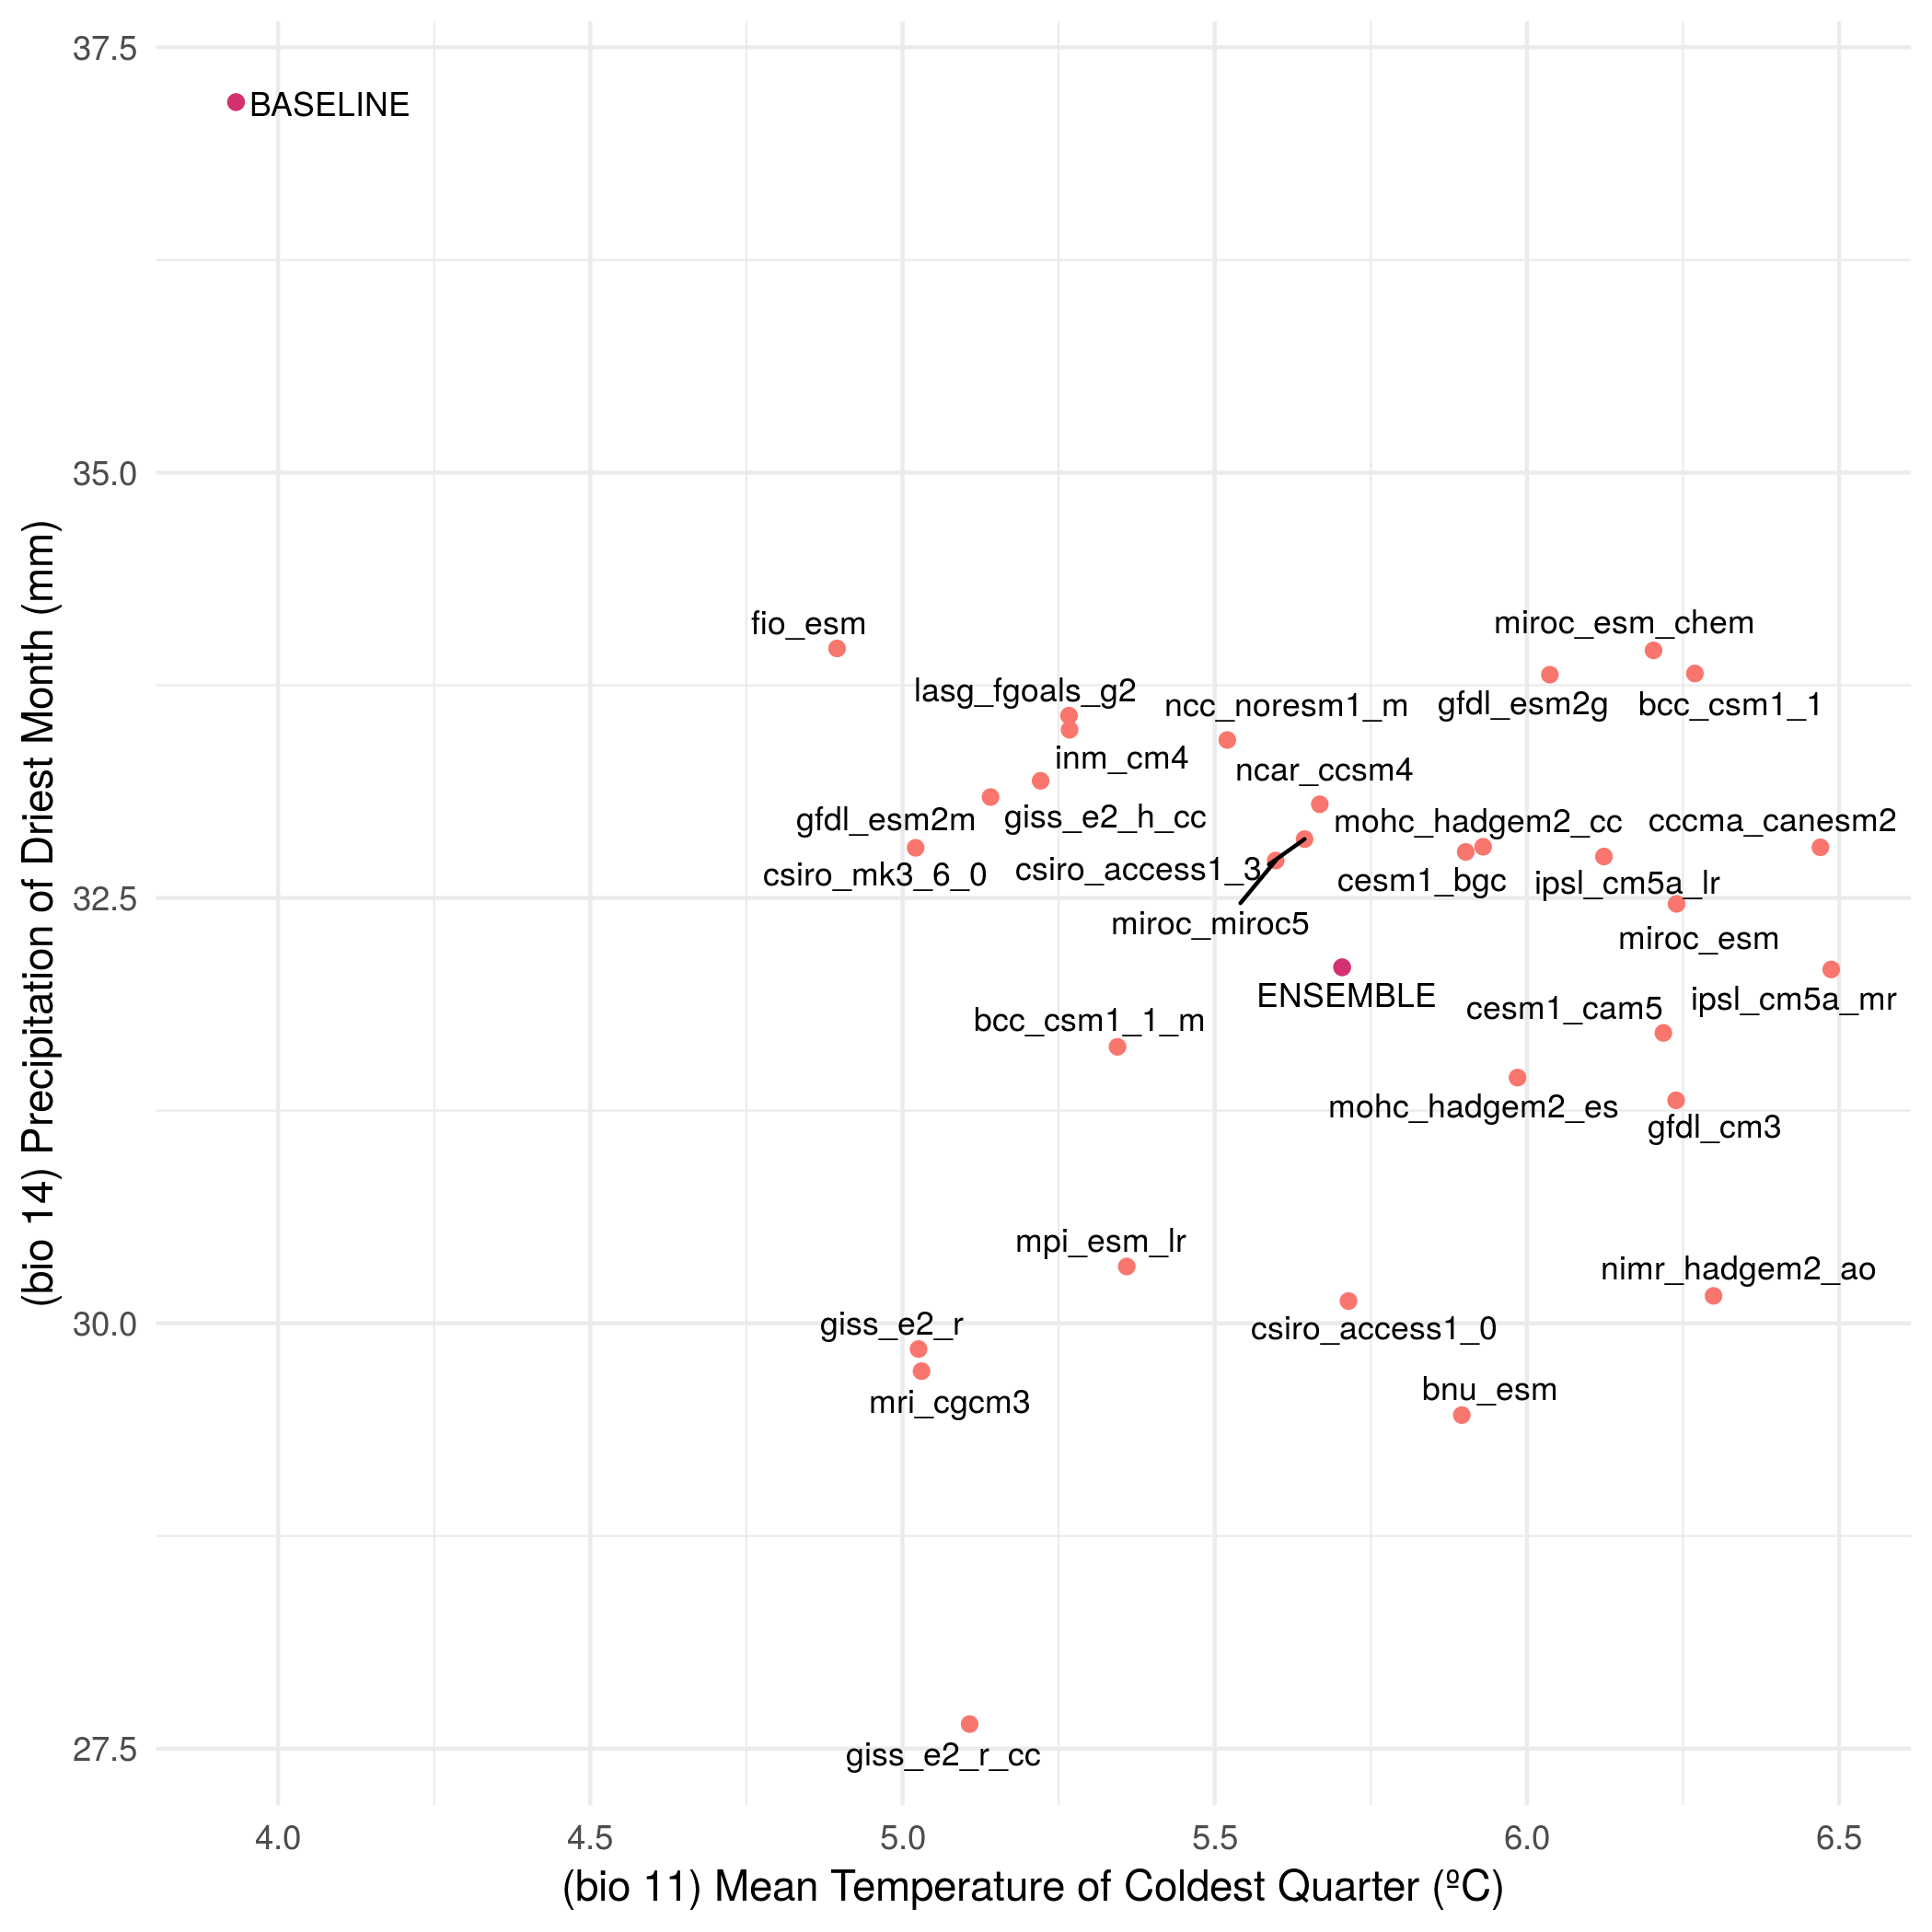 37.5
BASELINE
35.0
fio_esm
miroc_esm_chem
lasg_fgoals_g2
ncc_noresm1_m
gfdl_esm2g
bcc_csm1_1
inm_cm4
ncar_ccsm4
gfdl_esm2m
giss_e2_h_cc
mohc_hadgem2_cc
cccma_canesm2
csiro_mk3_6_0
csiro_access1_3
cesm1_bgc
ipsl_cm5a_lr
32.5
miroc_miroc5
miroc_esm
ENSEMBLE
cesm1_cam5
ipsl_cm5a_mr
bcc_csm1_1_m
mohc_hadgem2_es
gfdl_cm3
mpi_esm_lr
nimr_hadgem2_ao
30.0
giss_e2_r
csiro_access1_0
mri_cgcm3
bnu_esm
27.5
giss_e2_r_cc
(bio 14) Precipitation of Driest Month (mm)
4.0 4.5 5.0 5.5 6.0 6.5
(bio 11) Mean Temperature of Coldest Quarter (ºC)